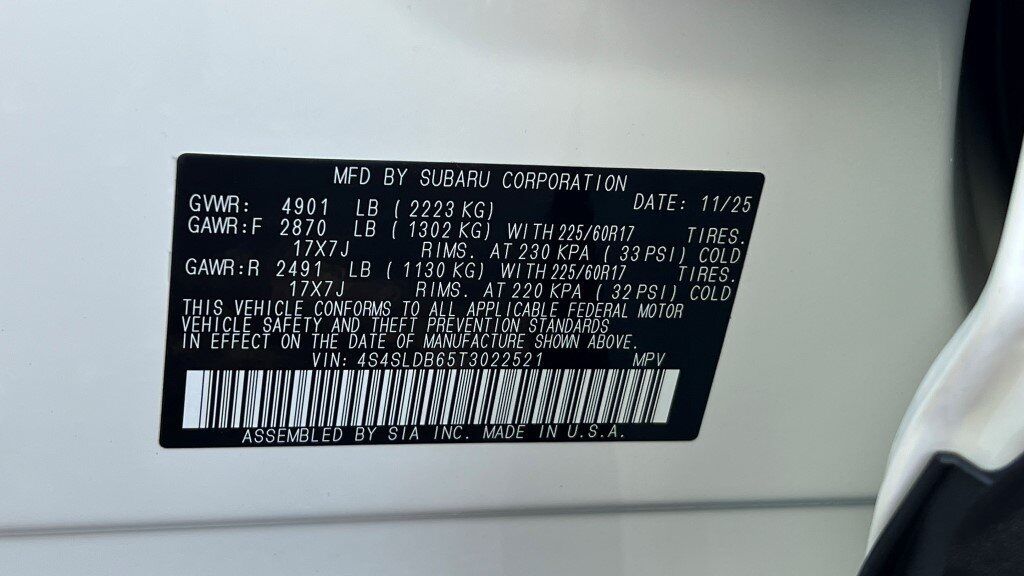 MFD BY SUBARU CORPORATION
GVWR: 4901 LB ( 2223 KG) DATE: 11/25
GAWR:F 2870 LB ( 1302 KG) WITH 225/60R17 TIRES.
17X7J RIMS. AT 230 KPA ( 33 PSI) COLD
GAWR:R 2491 LB ( 1130 KG) WITH 225/60R17 TIRES.
17X7J RIMS. AT 220 KPA ( 32 PSI) COLD
THIS VEHICLE CONFORMS TO ALL APPLICABLE FEDERAL MOTOR
VEHICLE SAFETY AND THEFT PREVENTION STANDARDS
IN EFFECT ON THE DATE OF MANUFACTURE SHOWN ABOVE.
VIN: 4S4SLDB65T3022521 MPV
ASSEMBLED BY SIA INC. MADE IN U.S.A.